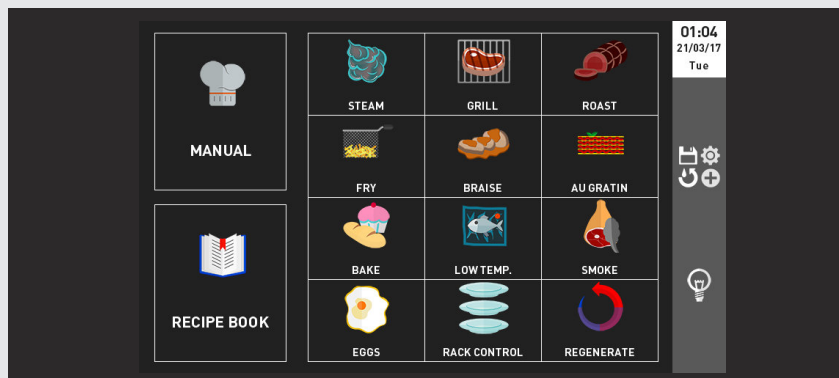 01:04
21/03/17
Tue
MANUAL
RECIPE BOOK
STEAM
GRILL
ROAST
FRY
BRAISE
AU GRATIN
BAKE
LOW TEMP.
SMOKE
EGGS
RACK CONTROL
REGENERATE